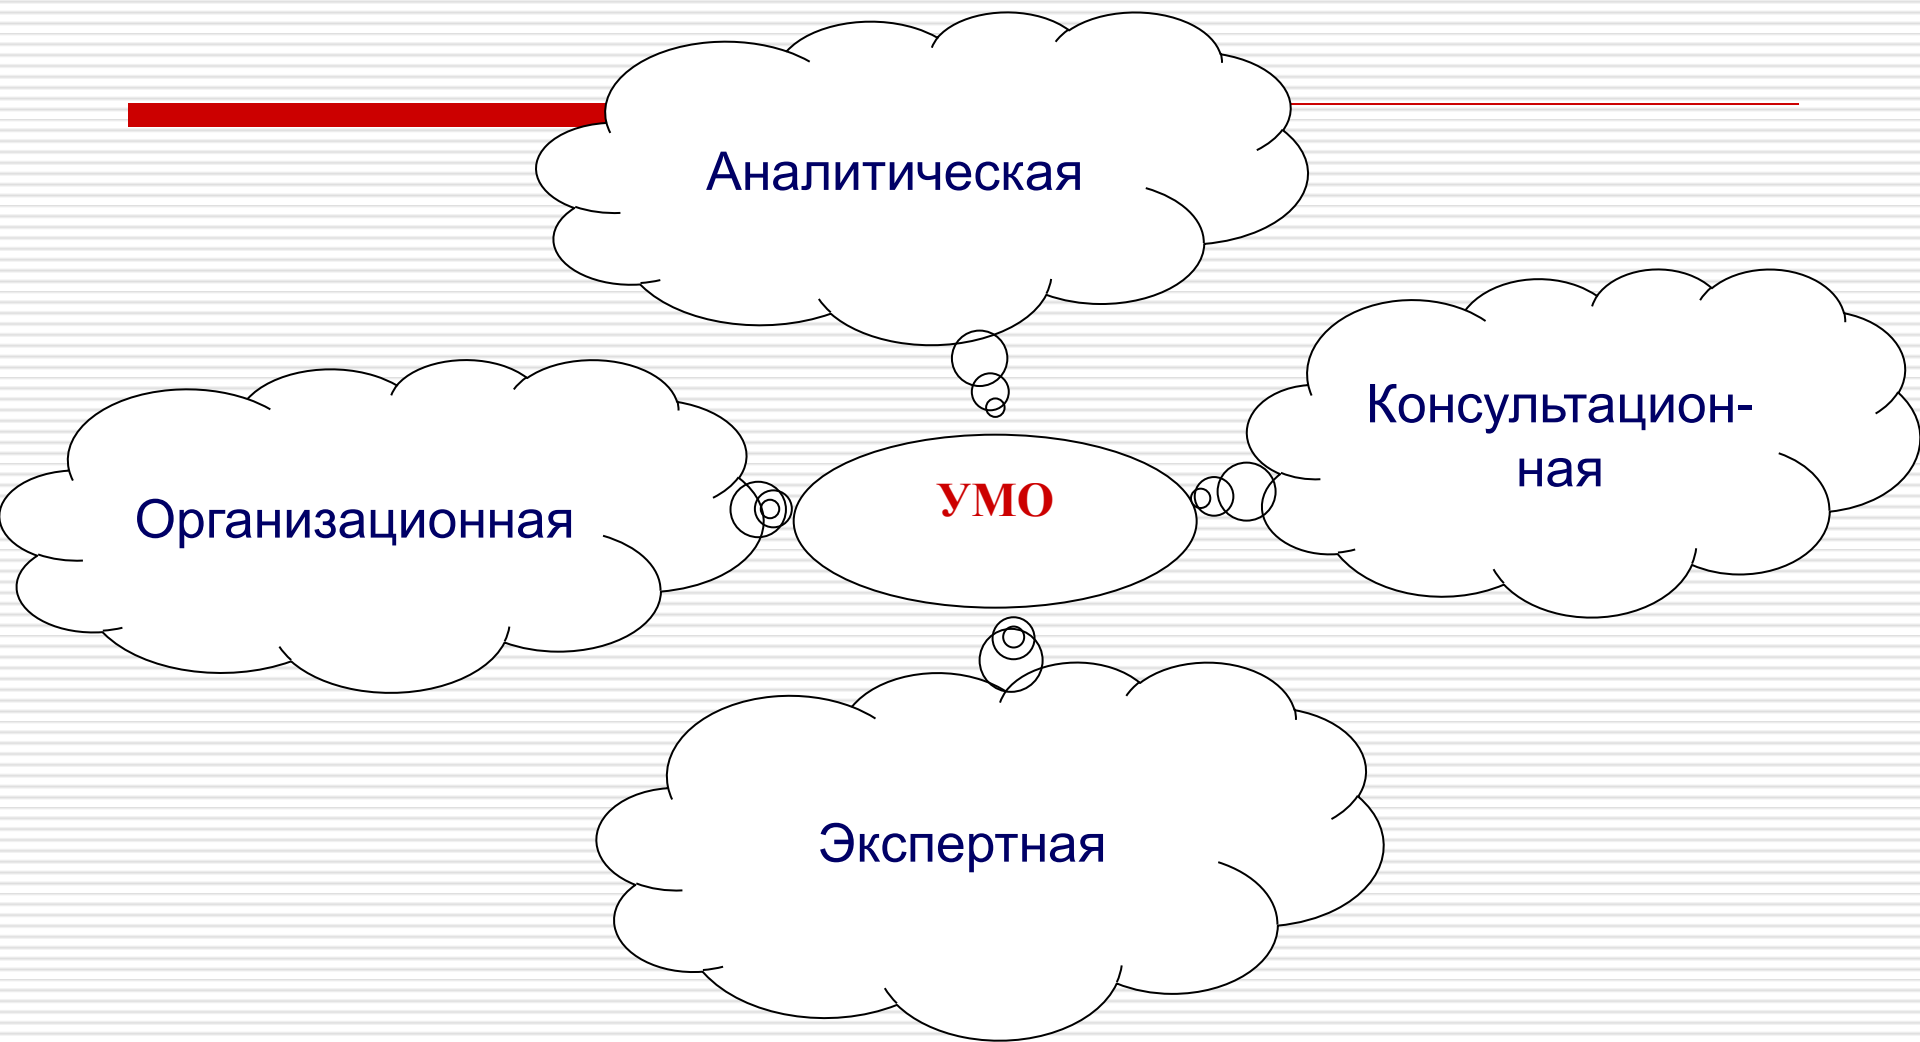 Аналитическая
Консультацион-
ная
УМО
Организационная
Экспертная